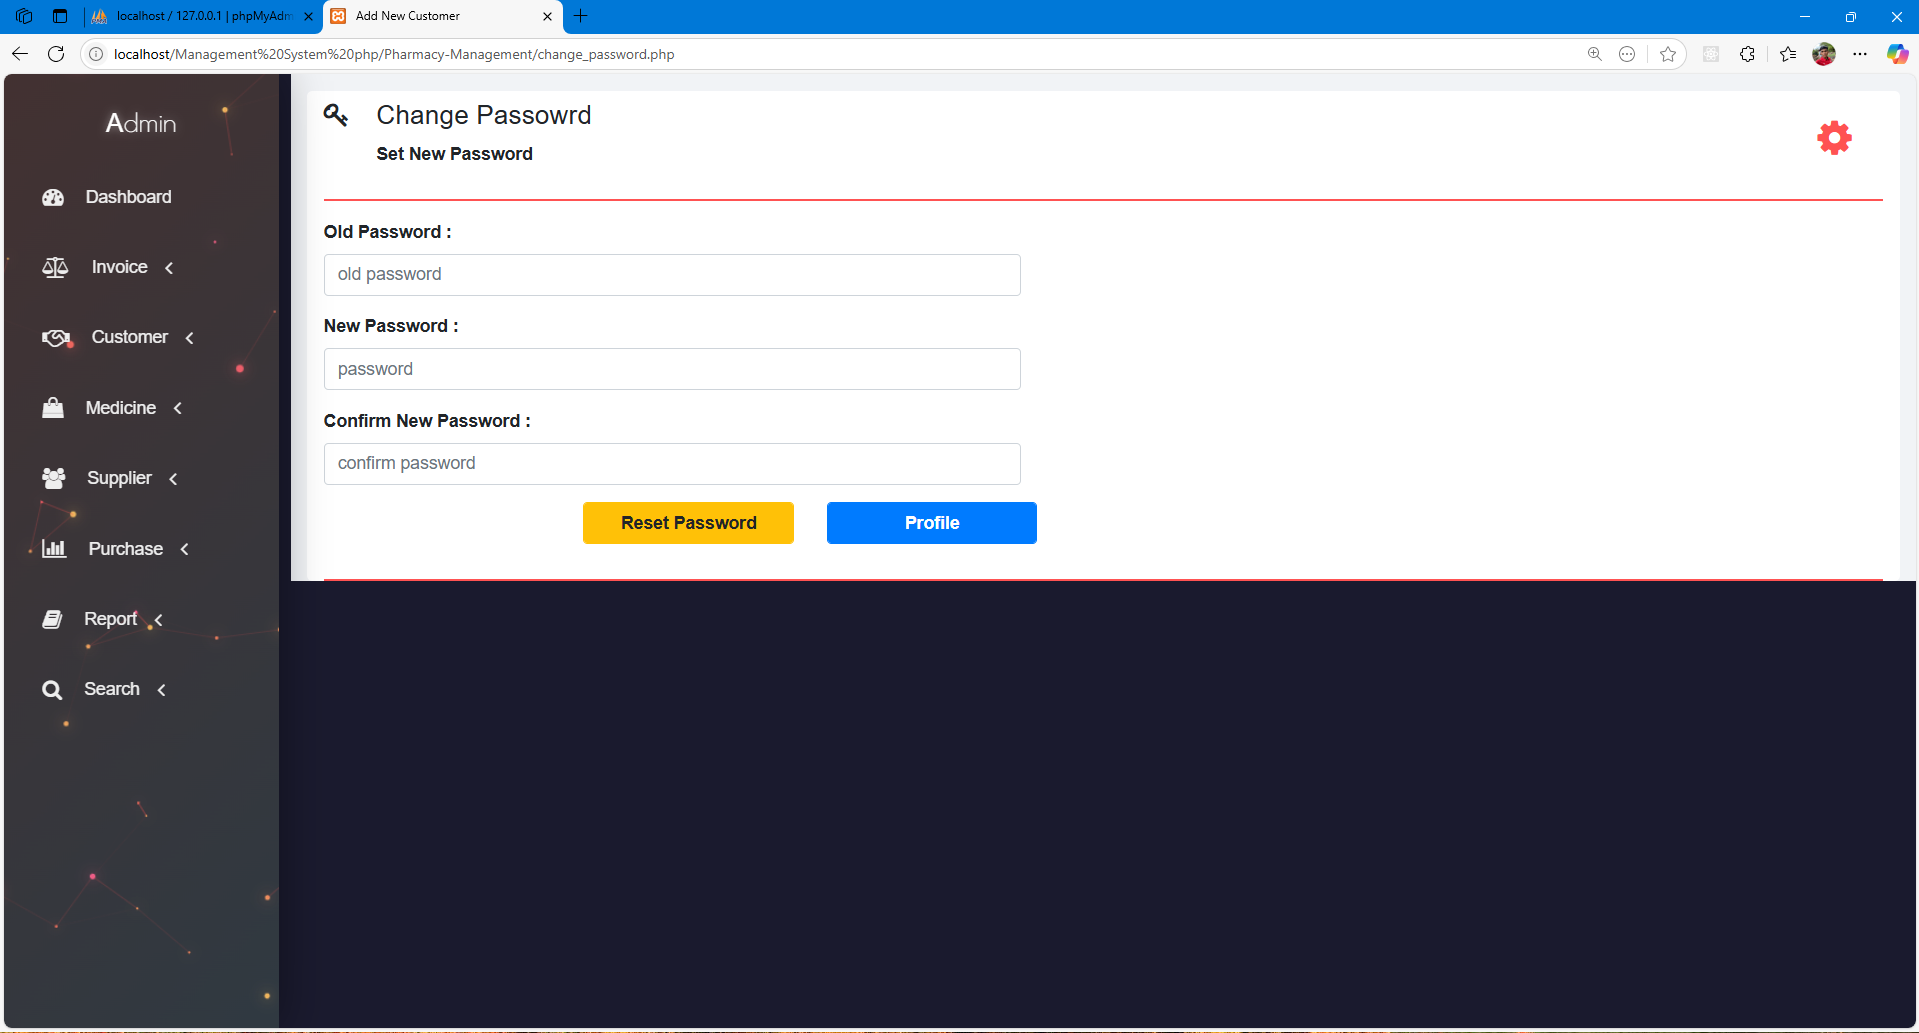 localhost / 127.0.0.1 | phpMyAdm
Add New Customer
localhost/Management%20System%20php/Pharmacy-Management/change_password.php
Admin
Dashboard
Invoice
Customer
Medicine
Supplier
Purchase
Report
Search
Change Passowrd
Set New Password
Old Password :
old password
New Password :
password
Confirm New Password :
confirm password
Reset Password
Profile